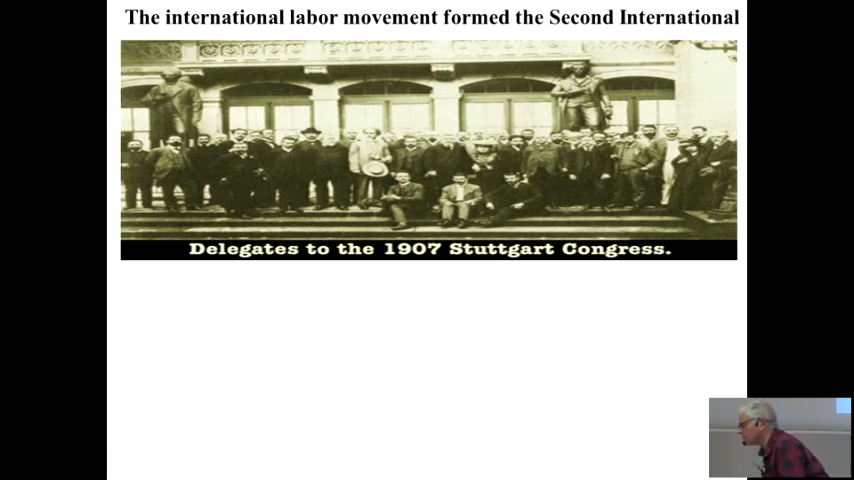 The international labor movement formed the Second International
Delegates to the 1907 Stuttgart Congress.